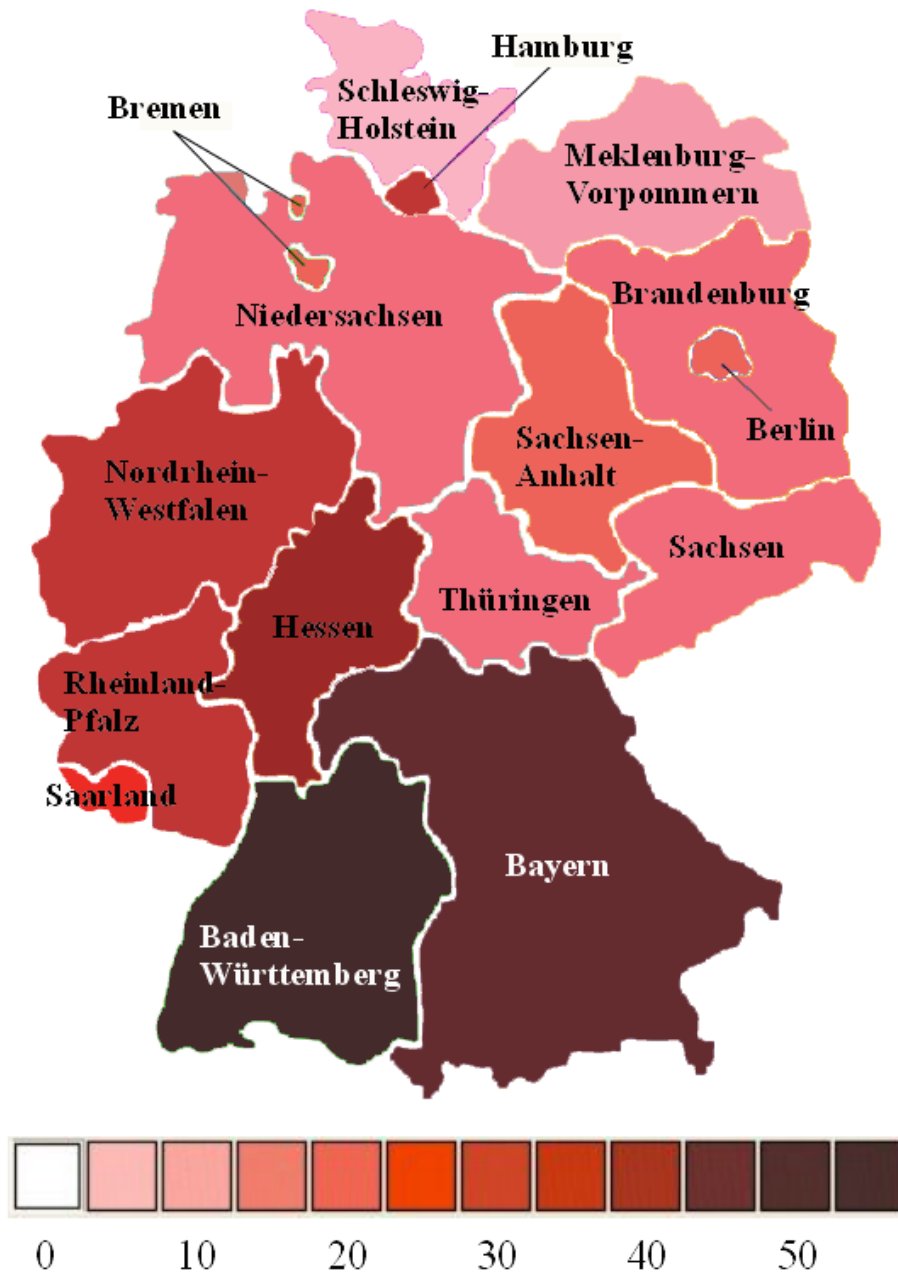 Hamburg
Schleswig-
Holstein
Bremen
Meklenburg-
Vorpommern
Brandenburg
Niedersachsen
Berlin
Sachsen-
Anhalt
Nordrhein-
Westfalen
Sachsen
Thüringen
Hessen
Rheinland-
Pfalz
Saarland
Bayern
Baden-
Württemberg
0 10 20 30 40 50